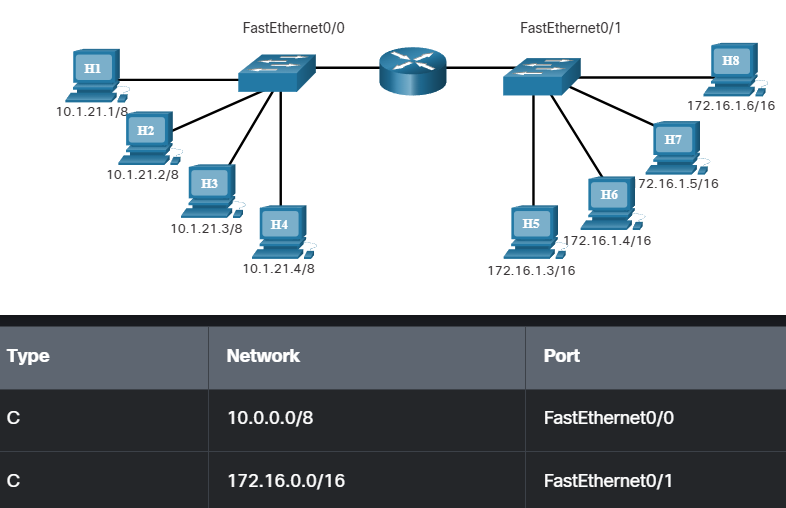 FastEthernet0/0
FastEthernet0/1
H1
10.1.21.1/8
H2
10.1.21.2/8
H3
10.1.21.3/8
H4
10.1.21.4/8
H8
172.16.1.6/16
H7
72.16.1.5/16
H6
172.16.1.4/16
H5
172.16.1.3/16
Type Network Port
C 10.0.0.0/8 FastEthernet0/0
C 172.16.0.0/16 FastEthernet0/1